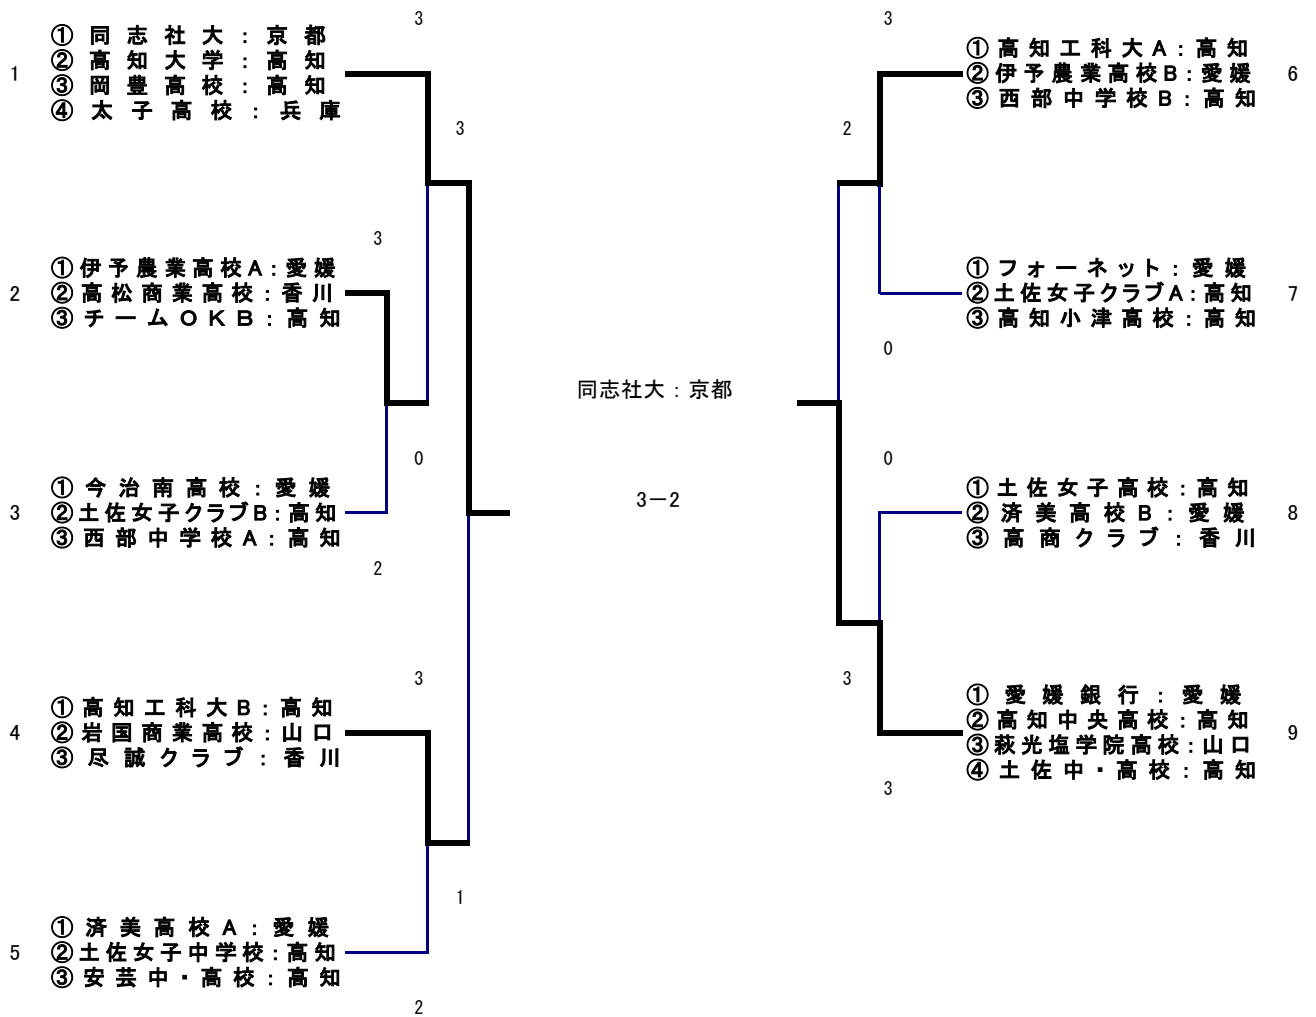 3
① 同 志 社 大 : 京 都
② 高 知 大 学 : 高 知
1
③ 岡 豊 高 校 : 高 知
④ 太 子 高 校 : 兵 庫
3
3
① 伊 予 農 業 高 校 A : 愛 媛
2
② 高 松 商 業 高 校 : 香 川
③ チ ー ム O K B : 高 知
0
① 今 治 南 高 校 : 愛 媛
3
② 土 佐 女 子 ク ラ ブ B : 高 知
③ 西 部 中 学 校 A : 高 知
2
3
① 高 知 工 科 大 B : 高 知
4
② 岩 国 商 業 高 校 : 山 口
③ 尽 誠 ク ラ ブ : 香 川
1
① 済 美 高 校 A : 愛 媛
5
② 土 佐 女 子 中 学 校 : 高 知
③ 安 芸 中 ・ 高 校 : 高 知
2
同志社大 : 京都
3－2
3
① 高 知 工 科 大 A : 高 知
② 伊 予 農 業 高 校 B : 愛 媛
6
③ 西 部 中 学 校 B : 高 知
2
① フ ォ ー ネ ッ ト : 愛 媛
② 土 佐 女 子 ク ラ ブ A : 高 知
7
③ 高 知 小 津 高 校 : 高 知
0
0
① 土 佐 女 子 高 校 : 高 知
② 済 美 高 校 B : 愛 媛
8
③ 高 商 ク ラ ブ : 香 川
3
① 愛 媛 銀 行 : 愛 媛
② 高 知 中 央 高 校 : 高 知
9
③ 萩 光 塩 学 院 高 校 : 山 口
④ 土 佐 中 ・ 高 校 : 高 知
3